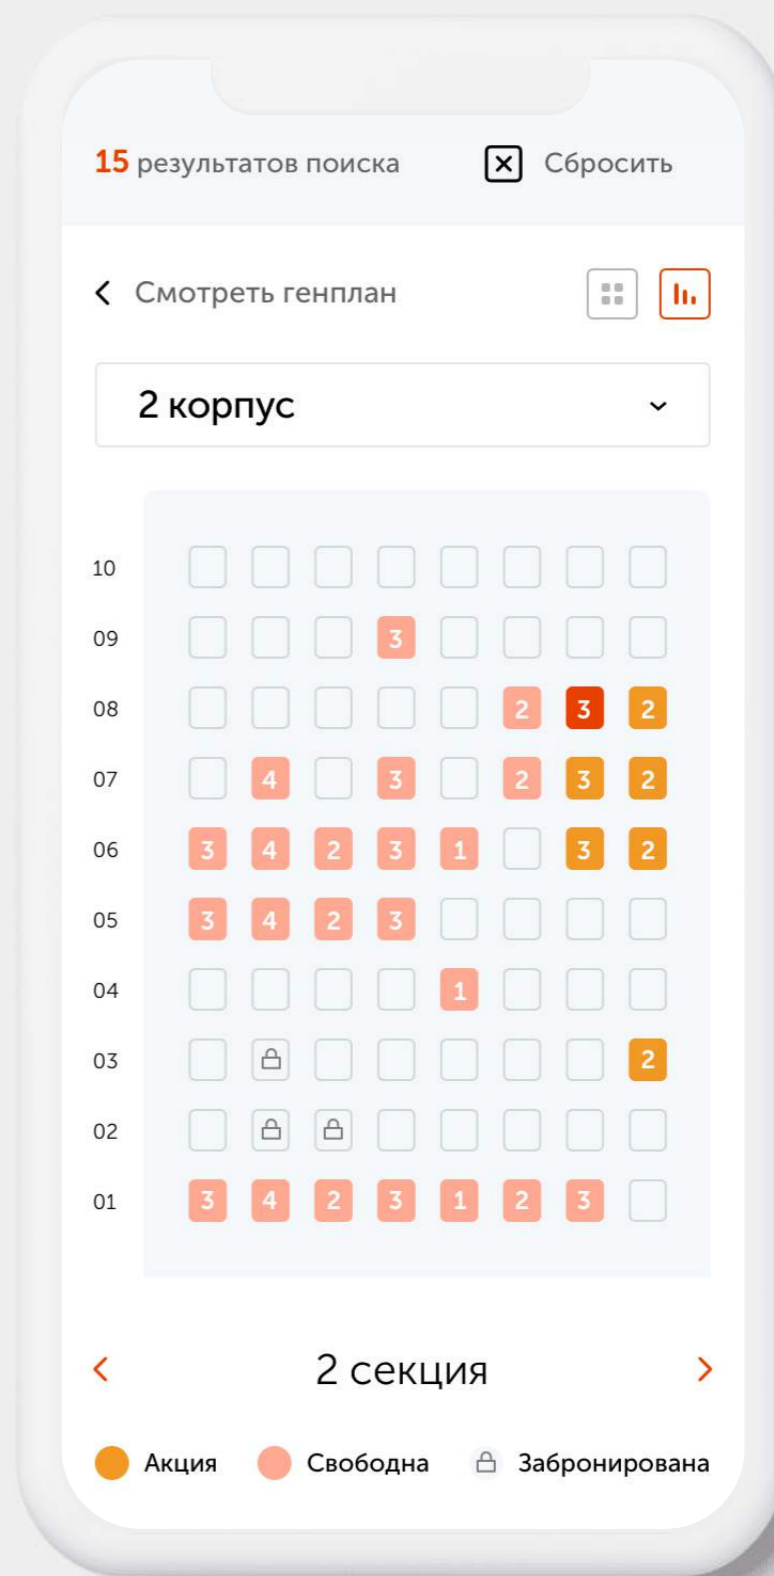 15 результатов поиска Сбросить
Смотреть генплан
2 корпус
10
09 3
08 2 3 2
07 4 3 2 3 2
06 3 4 2 3 1 3 2
05 3 4 2 3
04 1
03 2
02
01 3 4 2 3 1 2 3
2 секция
Акция Свободна Забронирована